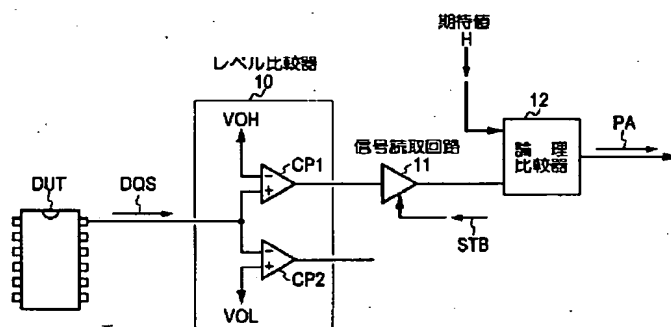 期待値
H
レベル比較器
10
VOH
CP1
信号読取回路
11
12
論理
比較器
PA
DUT
DQS
STB
CP2
VOL